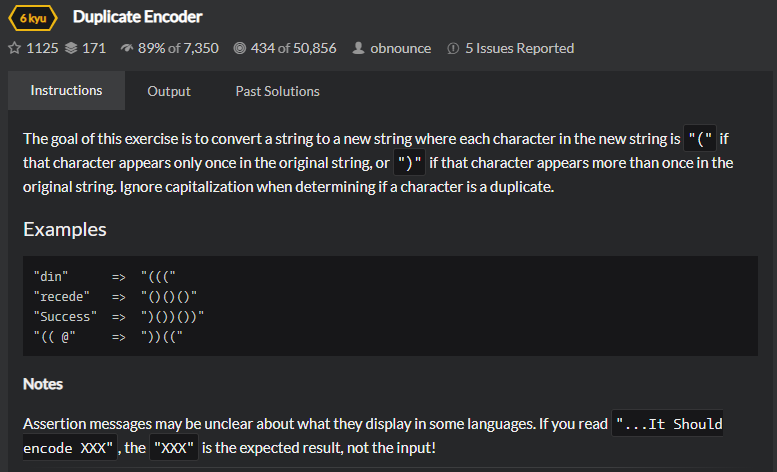 6 kyu Duplicate Encoder
1125 171 89% of 7,350 434 of 50,856 obnounce 5 Issues Reported
Instructions Output Past Solutions
The goal of this exercise is to convert a string to a new string where each character in the new string is "(" if
that character appears only once in the original string, or ")" if that character appears more than once in the
original string. Ignore capitalization when determining if a character is a duplicate.
Examples
"din" => "((("
"recede" => "()()()"
"Success" => ")())())"
"(( @" => "))(("
Notes
Assertion messages may be unclear about what they display in some languages. If you read "...It Should
encode XXX", the "XXX" is the expected result, not the input!